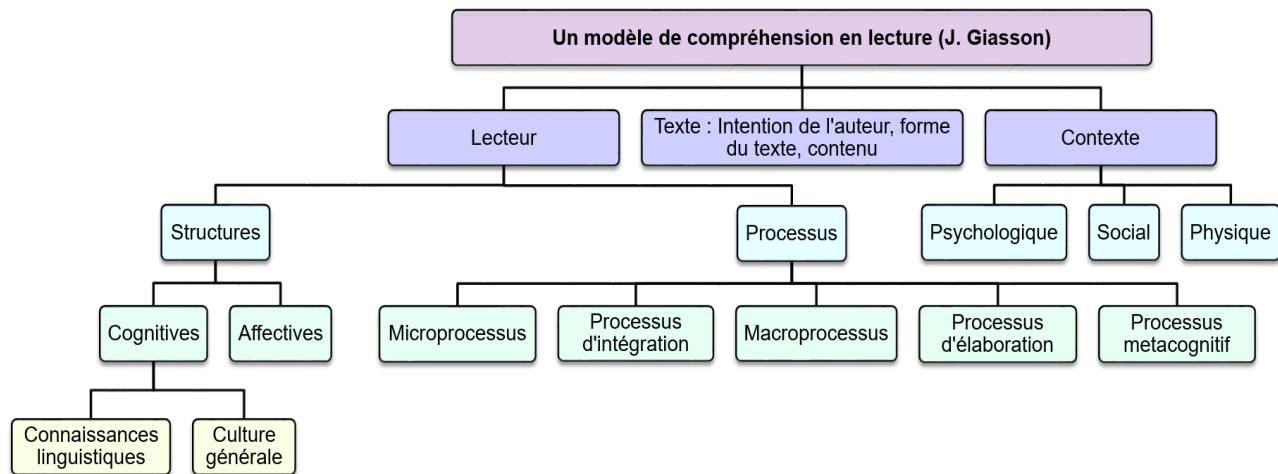 Un modèle de compréhension en lecture (J. Giasson)
Lecteur
Texte : Intention de l'auteur, forme
du texte, contenu
Contexte
Structures
Processus
Psychologique
Social
Physique
Cognitives
Affectives
Microprocessus
Processus
d'intégration
Macroprocessus
Processus
d'élaboration
Processus
metacognitif
Connaissances
linguistiques
Culture
générale